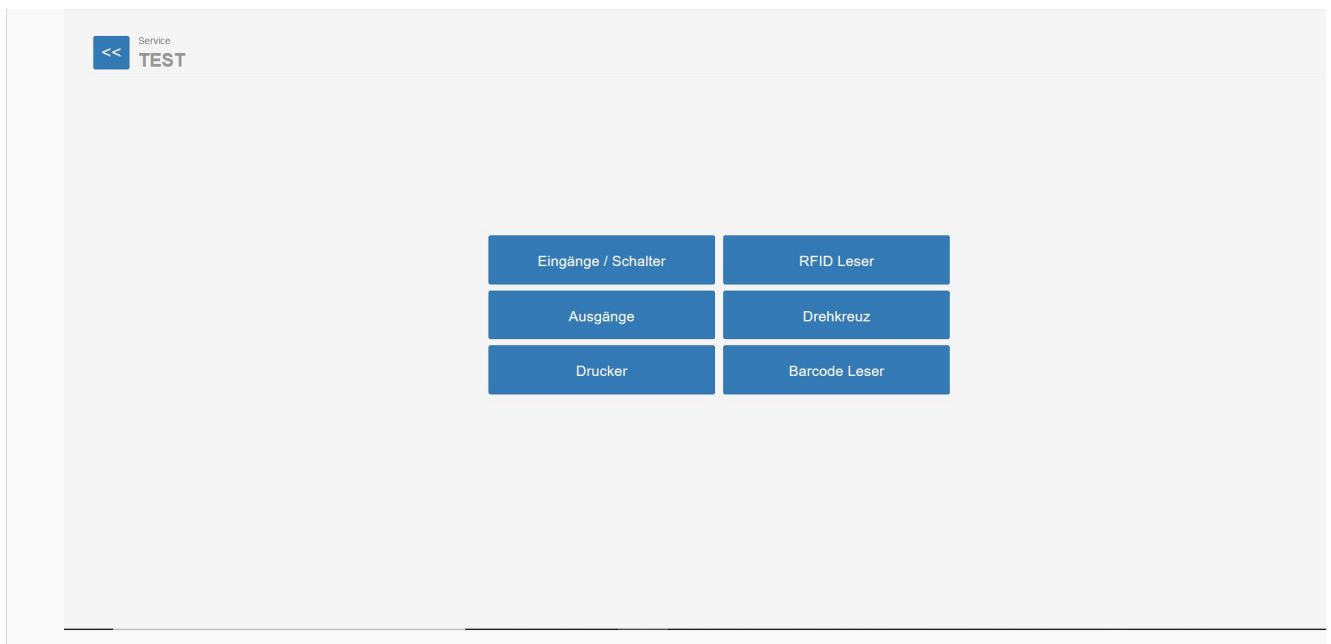 <<
Service
TEST
Eingänge / Schalter
RFID Leser
Ausgänge
Drehkreuz
Drucker
Barcode Leser